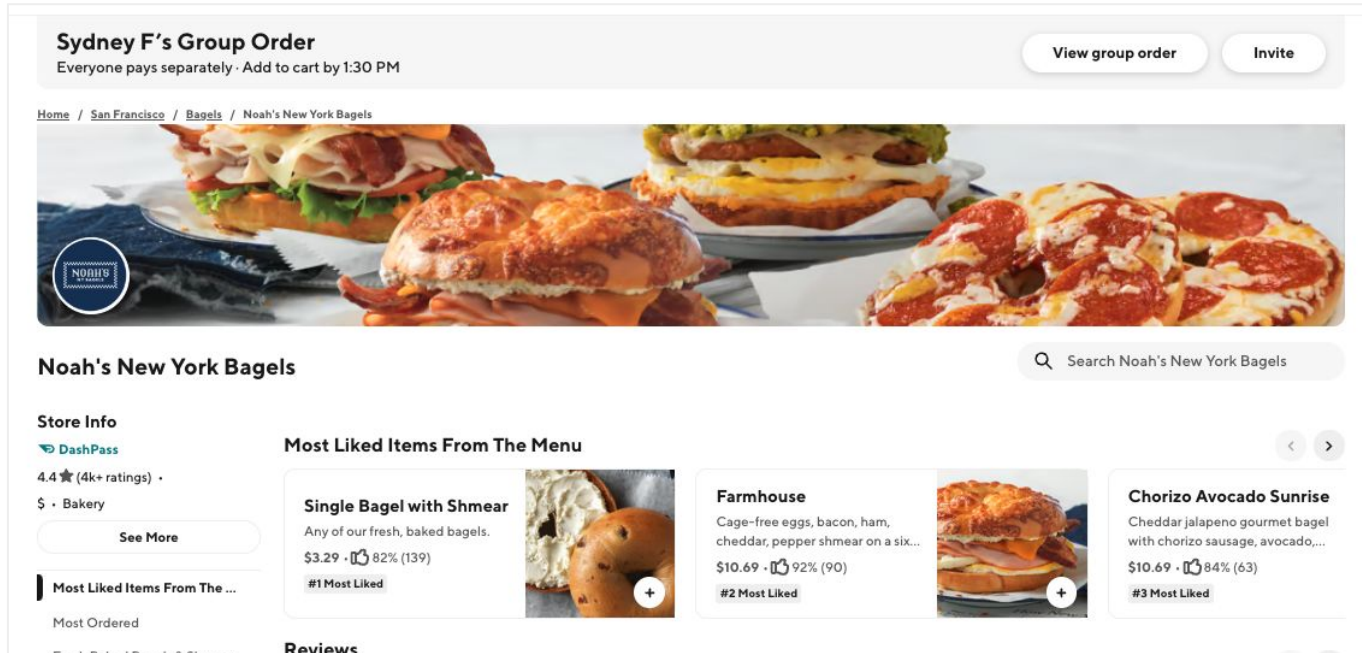 Sydney F's Group Order
Everyone pays separately · Add to cart by 1:30 PM
View group order
Invite
Home / San Francisco / Bagels / Noah's New York Bagels
NOAH'S
NY BAGELS
Noah's New York Bagels
Search Noah's New York Bagels
Store Info
DashPass
4.4 (4k+ ratings) •
$ • Bakery
See More
Most Liked Items From The ...
Most Ordered
Most Liked Items From The Menu
Single Bagel with Shmear
Any of our fresh, baked bagels.
$3.29 • 82% (139)
#1 Most Liked
Farmhouse
Cage-free eggs, bacon, ham,
cheddar, pepper shmear on a six...
$10.69 • 92% (90)
#2 Most Liked
Chorizo Avocado Sunrise
Cheddar jalapeno gourmet bagel
with chorizo sausage, avocado,...
$10.69 • 84% (63)
#3 Most Liked
Reviews